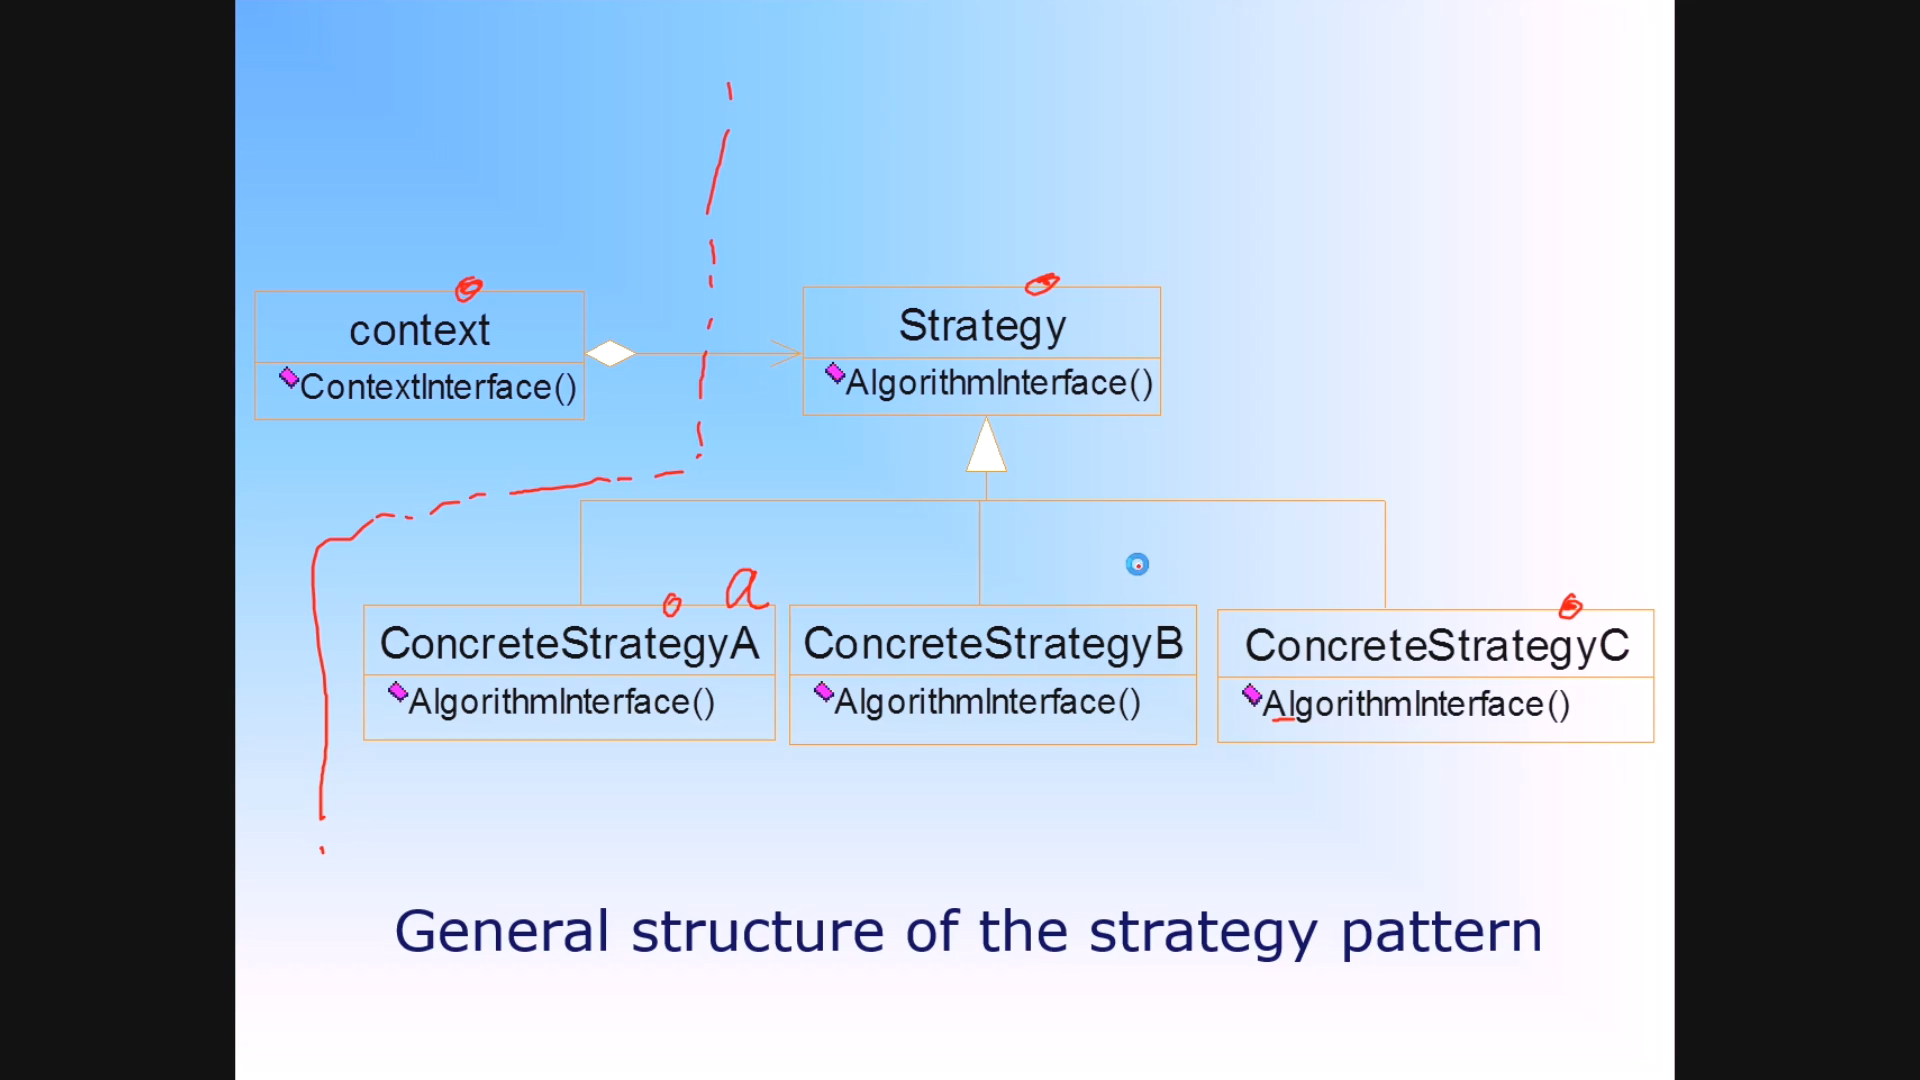 context
ContextInterface()
Strategy
AlgorithmInterface()
a
ConcreteStrategyA
AlgorithmInterface()
ConcreteStrategyB
AlgorithmInterface()
ConcreteStrategyC
AlgorithmInterface()
General structure of the strategy pattern